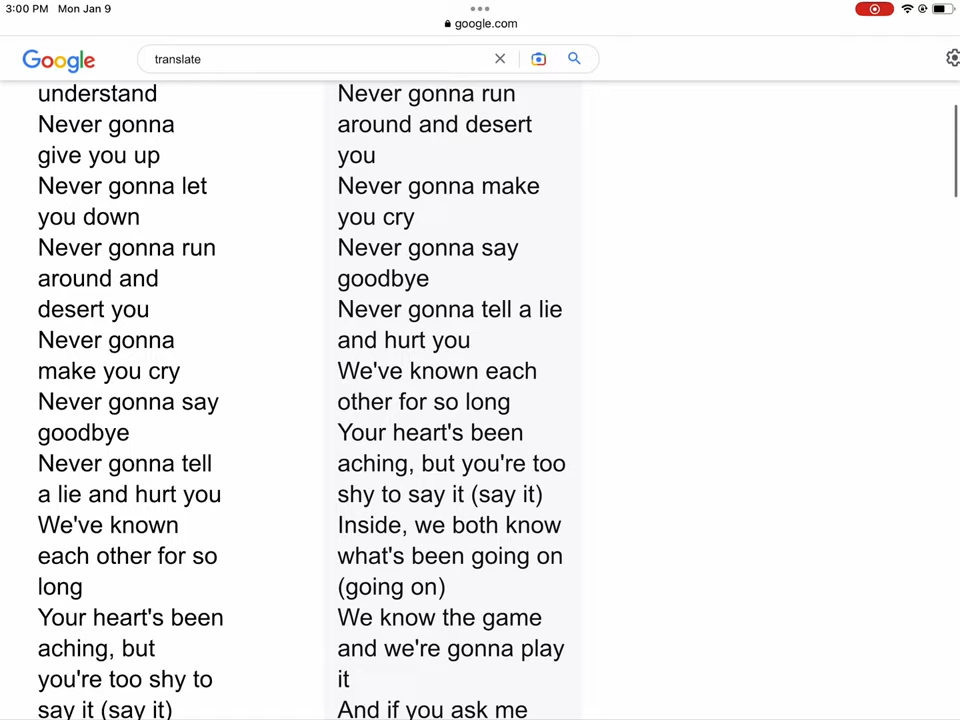 3:00 PM Mon Jan 9
google.com
Google
translate
understand
Never gonna
give you up
Never gonna let
you down
Never gonna run
around and
desert you
Never gonna
make you cry
Never gonna say
goodbye
Never gonna tell
a lie and hurt you
We've known
each other for so
long
Your heart's been
aching, but
you're too shy to
say it (say it)
Never gonna run
around and desert
you
Never gonna make
you cry
Never gonna say
goodbye
Never gonna tell a lie
and hurt you
We've known each
other for so long
Your heart's been
aching, but you're too
shy to say it (say it)
Inside, we both know
what's been going on
(going on)
We know the game
and we're gonna play
it
And if you ask me